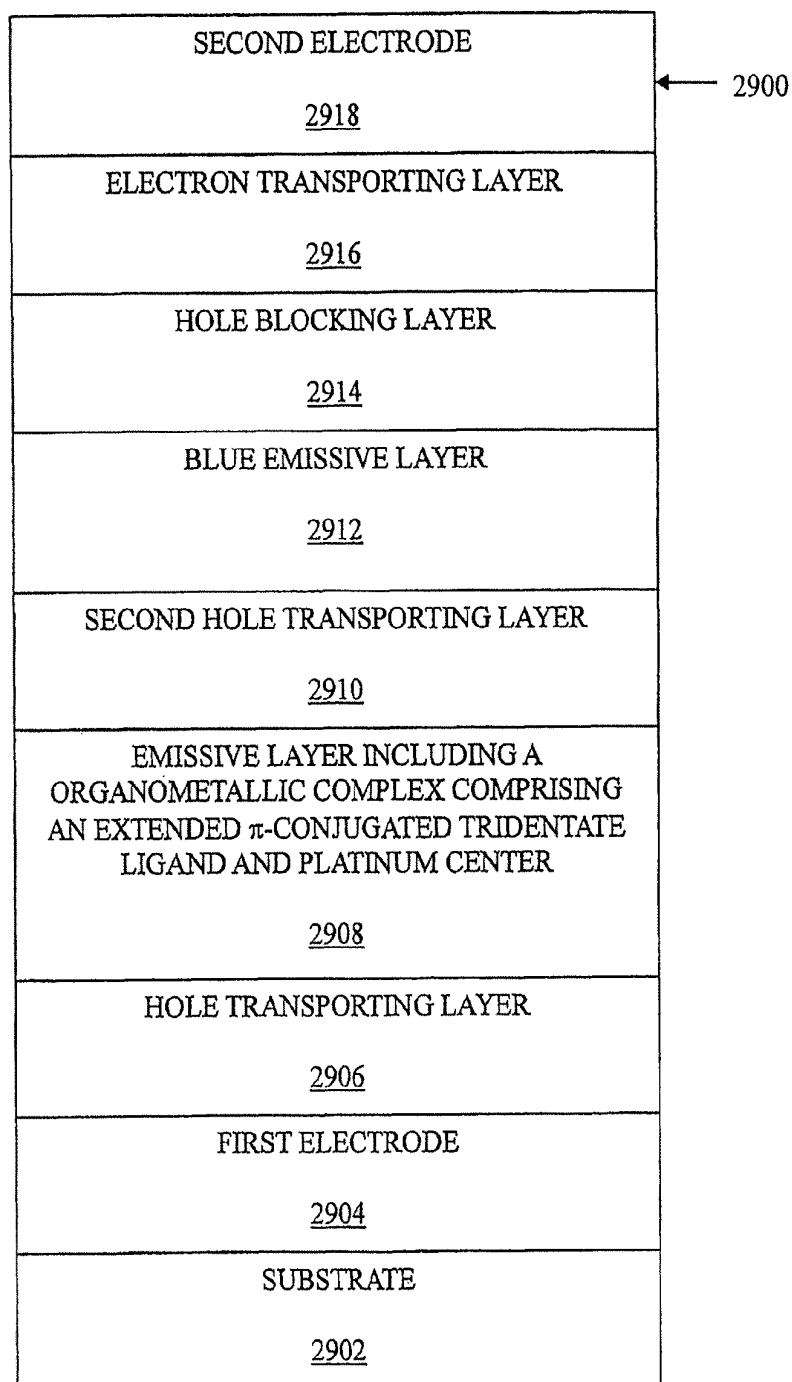 SECOND ELECTRODE
2918
2900
ELECTRON TRANSPORTING LAYER
2916
HOLE BLOCKING LAYER
2914
BLUE EMISSIVE LAYER
2912
SECOND HOLE TRANSPORTING LAYER
2910
EMISSIVE LAYER INCLUDING A
ORGANOMETALLIC COMPLEX COMPRISING
AN EXTENDED π-CONJUGATED TRIDENTATE
LIGAND AND PLATINUM CENTER
2908
HOLE TRANSPORTING LAYER
2906
FIRST ELECTRODE
2904
SUBSTRATE
2902